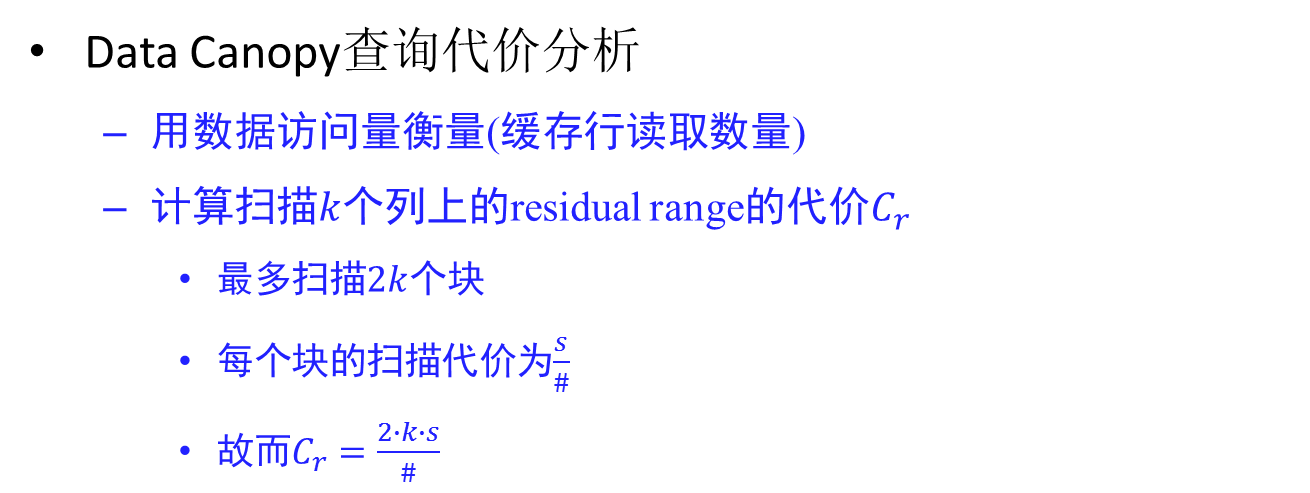 • Data Canopy查询代价分析
– 用数据访问量衡量(缓存行读取数量)
– 计算扫描k个列上的residual range的代价C_r
• 最多扫描2k个块
• 每个块的扫描代价为s/#
• 故而C_r = 2·k·s/#